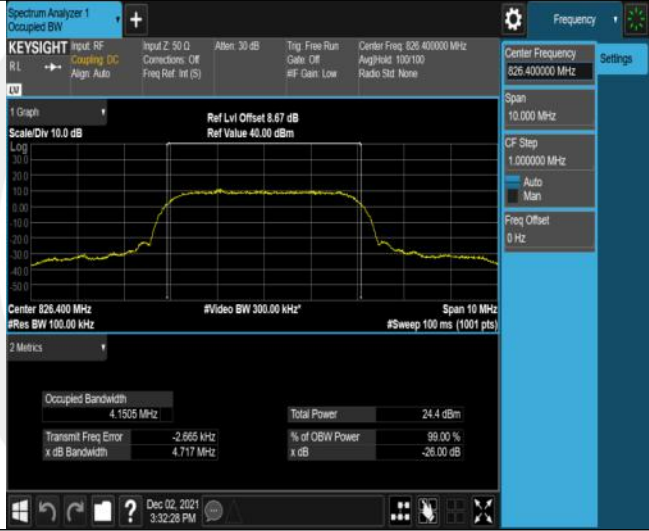 Spectrum Analyzer 1
Occupied BW
Frequency
KEYSIGHT
Input: RF
Coupling: DC
Align: Auto
Input Z: 50 Ω
Corrections: Off
Freq Ref: Int (S)
Atten: 30 dB
Trig: Free Run
Gate: Off
#IF Gain: Low
Center Freq: 826.400000 MHz
Avg|Hold: 100/100
Radio Std: None
R L
LV
Center Frequency
826.400000 MHz
Settings
Span
10.000 MHz
CF Step
1.000000 MHz
Auto
Man
Freq Offset
0 Hz
1 Graph
Scale/Div 10.0 dB
Ref Lvl Offset 8.67 dB
Ref Value 40.00 dBm
Log
30.0
20.0
10.0
0.00
-10.0
-20.0
-30.0
-40.0
-50.0
Center 826.400 MHz
#Video BW 300.00 kHz*
Span 10 MHz
#Res BW 100.00 kHz
#Sweep 100 ms (1001 pts)
2 Metrics
Occupied Bandwidth
4.1505 MHz
Total Power 24.4 dBm
Transmit Freq Error -2.665 kHz
% of OBW Power 99.00 %
x dB Bandwidth 4.717 MHz
x dB -26.00 dB
?
Dec 02, 2021
3:32:28 PM